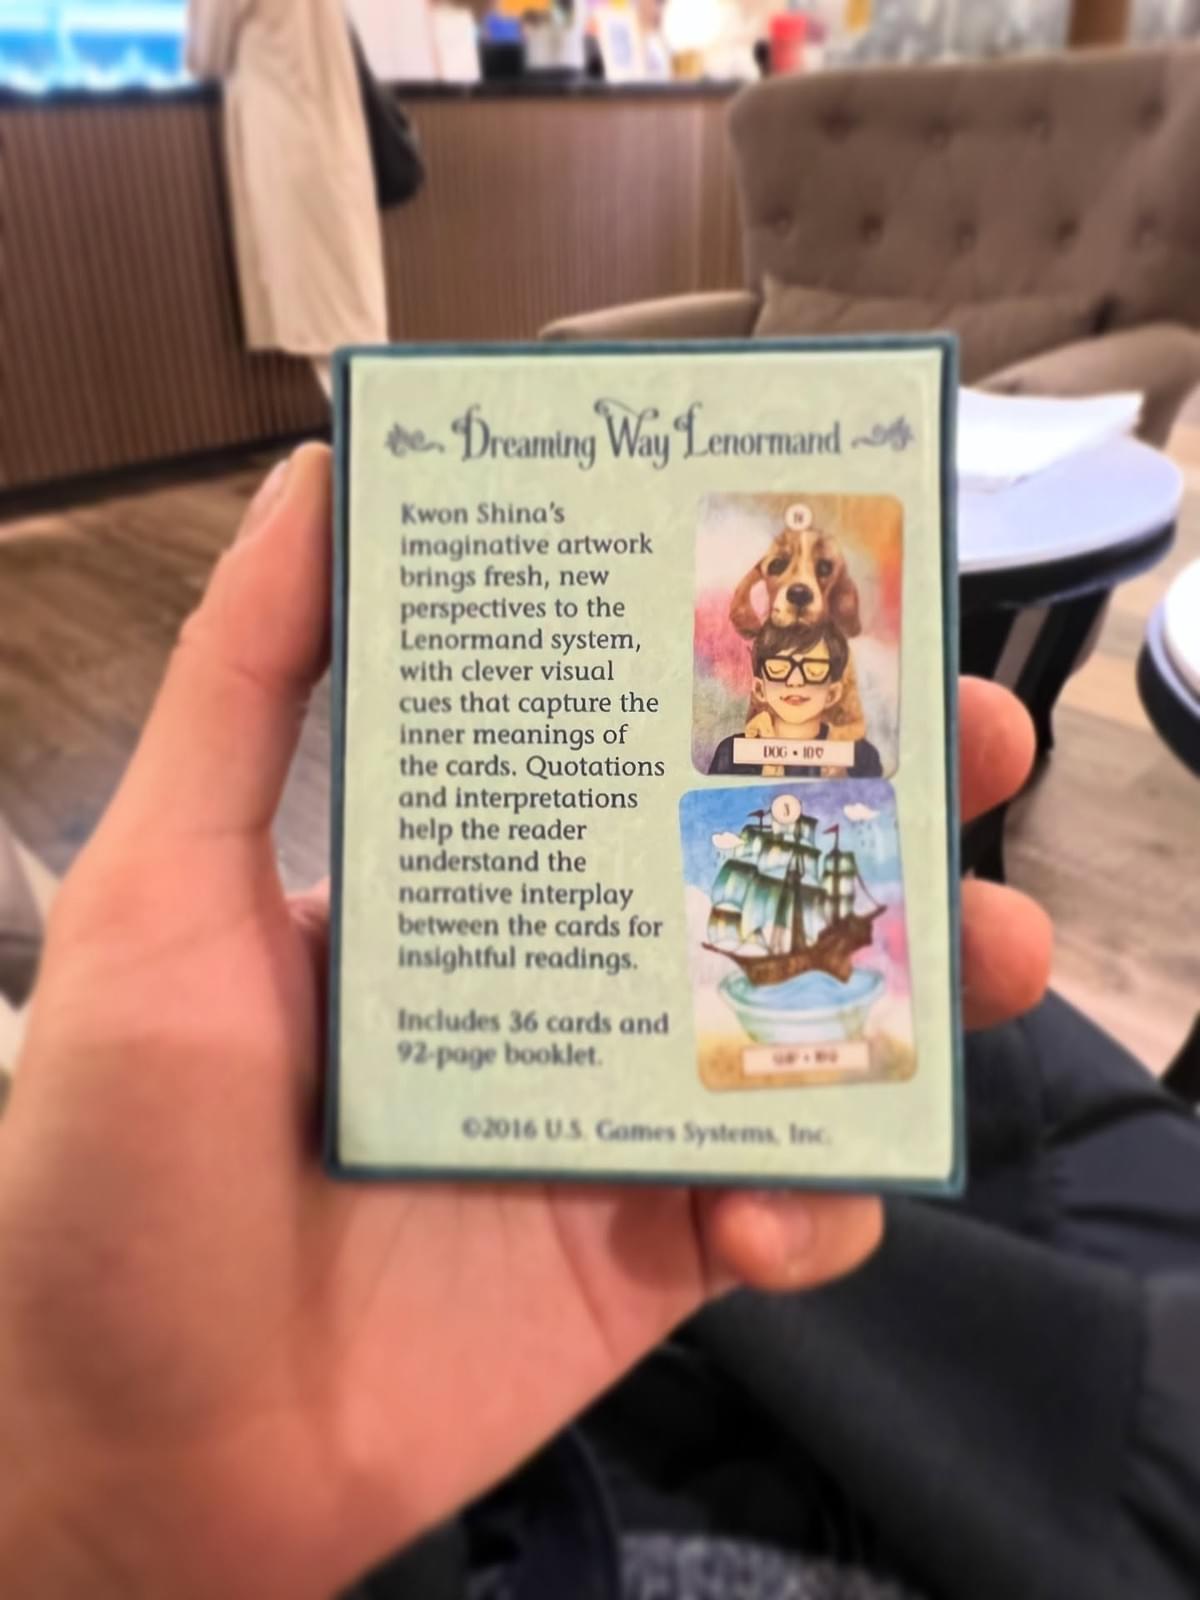 Dreaming Way Lenormand
Kwon Shina's
imaginative artwork
brings fresh, new
perspectives to the
Lenormand system,
with clever visual
cues that capture the
inner meanings of
the cards. Quotations
and interpretations
help the reader
understand the
narrative interplay
between the cards for
insightful readings.
Includes 36 cards and
92-page booklet.
DOG • 10♡
3
©2016 U.S. Games Systems, Inc.